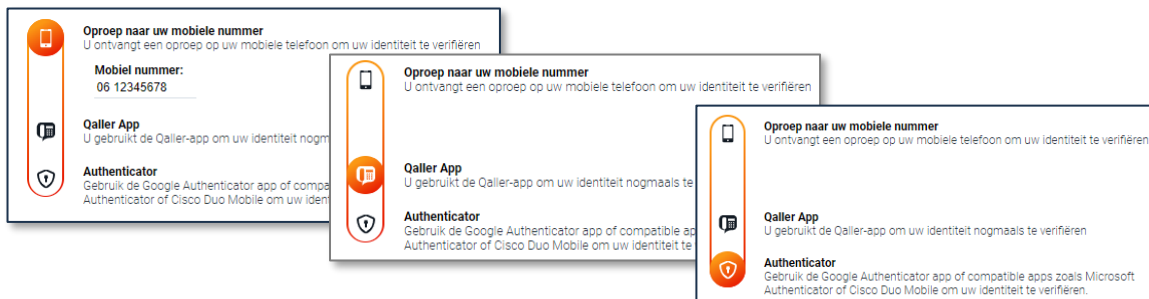 Oproep naar uw mobiele nummer
U ontvangt een oproep op uw mobiele telefoon om uw identiteit te verifiëren
Mobiel nummer:
06 12345678
Qaller App
U gebruikt de Qaller-app om uw identiteit
Authenticator
Gebruik de Google Authenticator app of
Authenticator of Cisco Duo Mobile om uw
Oproep naar uw mobiele nummer
U ontvangt een oproep op uw mobiele telefoon om uw identiteit te verifiëren
Qaller App
U gebruikt de Qaller-app om uw identiteit nogmaals te
Authenticator
Gebruik de Google Authenticator app of compatible
Authenticator of Cisco Duo Mobile om uw identiteit te
Oproep naar uw mobiele nummer
U ontvangt een oproep op uw mobiele telefoon om uw identiteit te verifiëren
Qaller App
U gebruikt de Qaller-app om uw identiteit nogmaals te verifiëren
Authenticator
Gebruik de Google Authenticator app of compatible apps zoals Microsoft
Authenticator of Cisco Duo Mobile om uw identiteit te verifiëren.